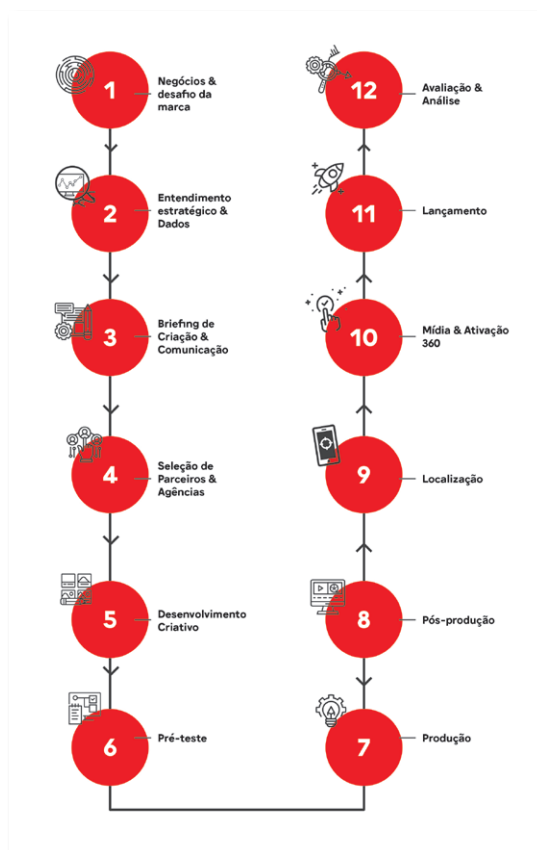 1
Negócios &
desafio da
marca
2
Entendimento
estratégico &
Dados
3
Briefing de
Criação &
Comunicação
4
Seleção de
Parceiros &
Agências
5
Desenvolvimento
Criativo
6
Pré-teste
7
Produção
8
Pós-produção
9
Localização
10
Mídia & Ativação
360
11
Lançamento
12
Avaliação &
Análise